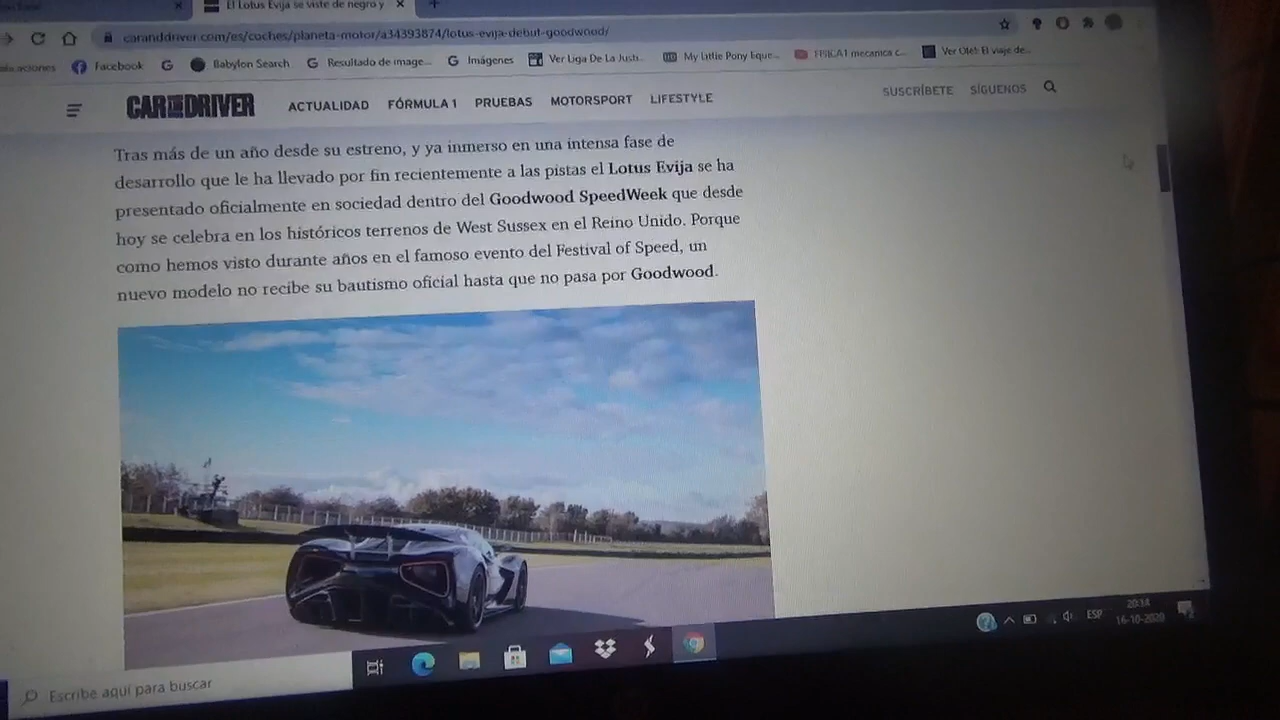 El Lotus Evija se viste de negro y
caranddriver.com/es/coches/planeta-motor/a34393874/lotus-evija-debut-goodwood/
Facebook
G
Babylon Search
G Resultado de image...
G Imágenes
Ver Liga De La Justi...
My Little Pony Eque...
FISICA1 mecanica c...
Ver Ole!: El viaje de...
CAR AND DRIVER
ACTUALIDAD FÓRMULA 1 PRUEBAS MOTORSPORT LIFESTYLE
SUSCRÍBETE SÍGUENOS
Tras más de un año desde su estreno, y ya inmerso en una intensa fase de
desarrollo que le ha llevado por fin recientemente a las pistas el Lotus Evija se ha
presentado oficialmente en sociedad dentro del Goodwood SpeedWeek que desde
hoy se celebra en los históricos terrenos de West Sussex en el Reino Unido. Porque
como hemos visto durante años en el famoso evento del Festival of Speed, un
nuevo modelo no recibe su bautismo oficial hasta que no pasa por Goodwood.
Escribe aquí para buscar
ESP
20:14
16-10-2020